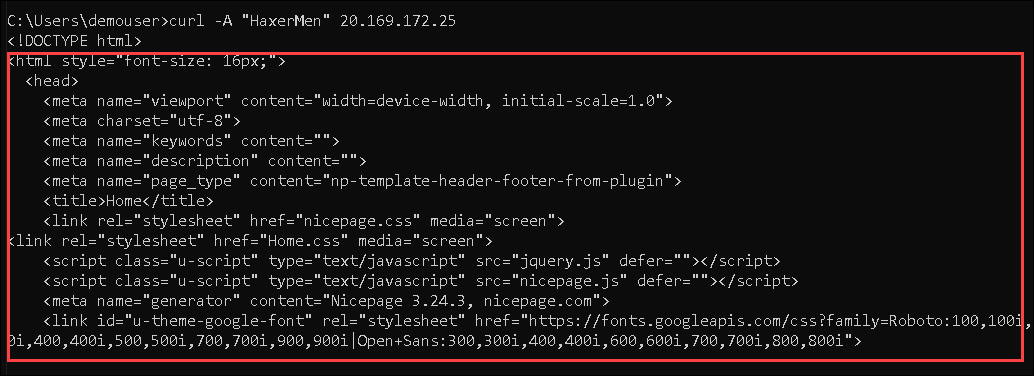 C:\Users\demouser>curl -A "HaxerMen" 20.169.172.25
<!DOCTYPE html>
<html style="font-size: 16px;">
  <head>
    <meta name="viewport" content="width=device-width, initial-scale=1.0">
    <meta charset="utf-8">
    <meta name="keywords" content="">
    <meta name="description" content="">
    <meta name="page_type" content="np-template-header-footer-from-plugin">
    <title>Home</title>
    <link rel="stylesheet" href="nicepage.css" media="screen">
<link rel="stylesheet" href="Home.css" media="screen">
    <script class="u-script" type="text/javascript" src="jquery.js" defer=""></script>
    <script class="u-script" type="text/javascript" src="nicepage.js" defer=""></script>
    <meta name="generator" content="Nicepage 3.24.3, nicepage.com">
    <link id="u-theme-google-font" rel="stylesheet" href="https://fonts.googleapis.com/css?family=Roboto:100,100i,
0i,400,400i,500,500i,700,700i,900,900i|Open+Sans:300,300i,400,400i,600,600i,700,700i,800,800i">